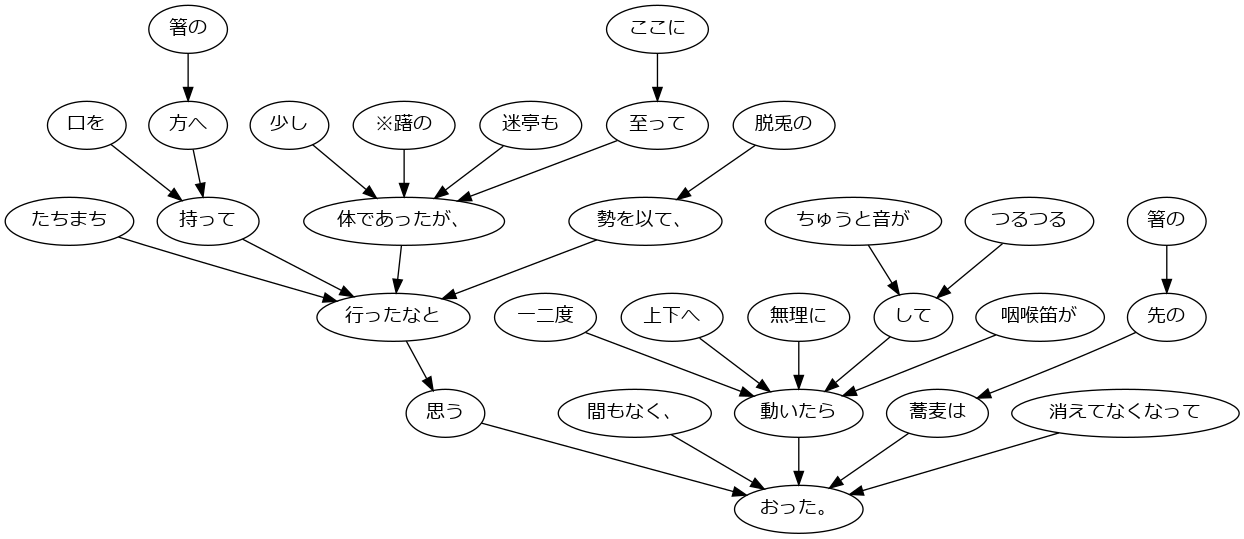 箸の
ここに
口を
方へ
少し
※躇の
迷亭も
至って
脱兎の
たちまち
持って
体であったが、
勢を以て、
ちゅうと音が
つるつる
箸の
行ったなと
一二度
上下へ
無理に
して
咽喉笛が
先の
思う
間もなく、
動いたら
蕎麦は
消えてなくなって
おった。